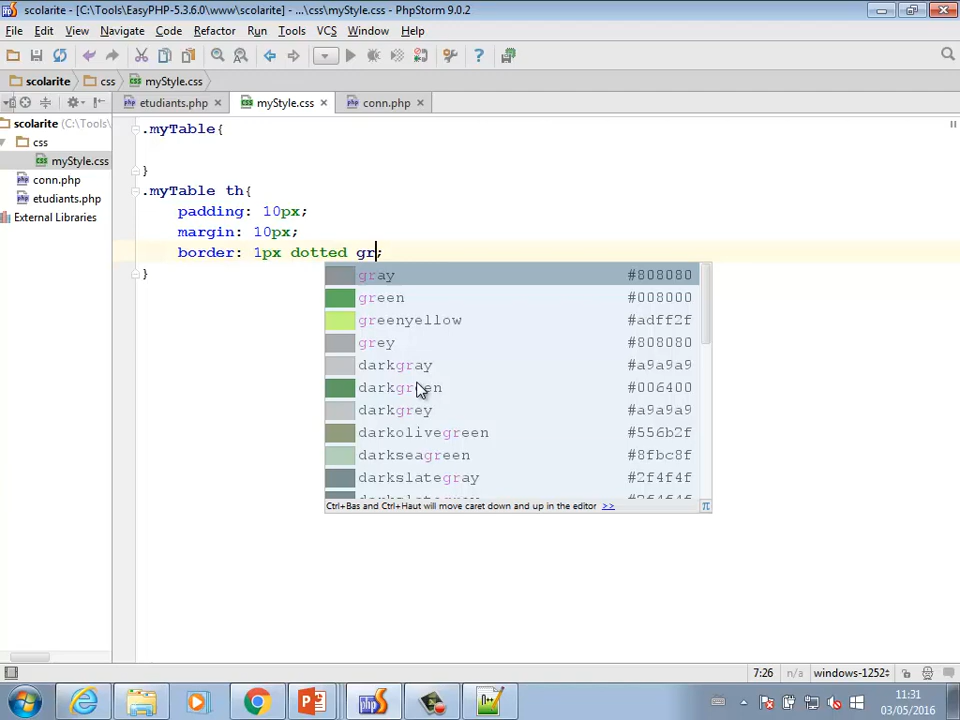 scolarite - [C:\Tools\EasyPHP-5.3.6.0\www\scolarite] - ...\css\myStyle.css - PhpStorm 9.0.2
File Edit View Navigate Code Refactor Run Tools VCS Window Help
scolarite css myStyle.css
etudiants.php myStyle.css conn.php
scolarite (C:\Tools\
css
myStyle.css
conn.php
etudiants.php
External Libraries
.myTable{
}
.myTable th{
padding: 10px;
margin: 10px;
border: 1px dotted gr;
}
gray #808080
green #008000
greenyellow #adff2f
grey #808080
darkgray #a9a9a9
darkgreen #006400
darkgrey #a9a9a9
darkolivegreen #556b2f
darkseagreen #8fbc8f
darkslategray #2f4f4f
Ctrl+Bas and Ctrl+Haut will move caret down and up in the editor >> π
7:26 n/a windows-1252
11:31
03/05/2016